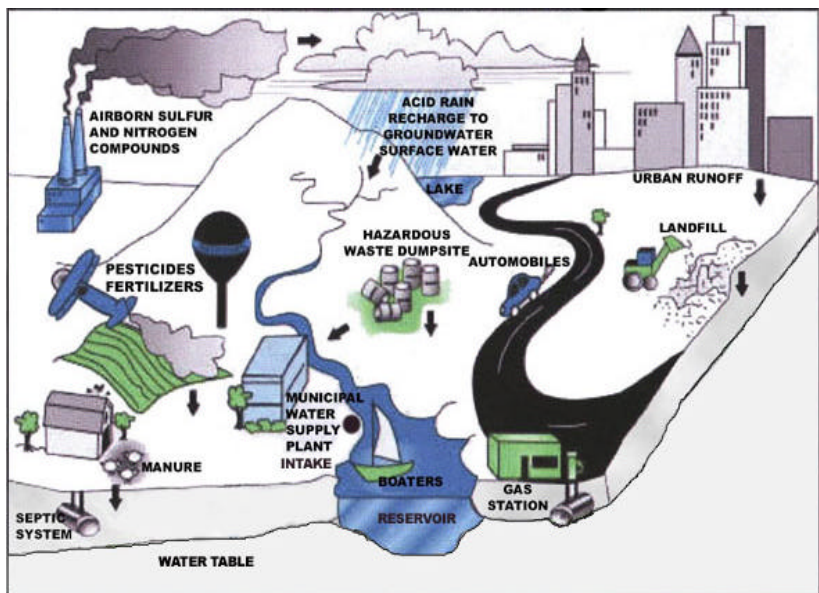 AIRBORN SULFUR
AND NITROGEN
COMPOUNDS
ACID RAIN
RECHARGE TO
GROUNDWATER
SURFACE WATER
LAKE
URBAN RUNOFF
HAZARDOUS
WASTE DUMPSITE
LANDFILL
AUTOMOBILES
PESTICIDES
FERTILIZERS
MUNICIPAL
WATER
SUPPLY
PLANT
INTAKE
MANURE
BOATERS
GAS
STATION
SEPTIC
SYSTEM
RESERVOIR
WATER TABLE